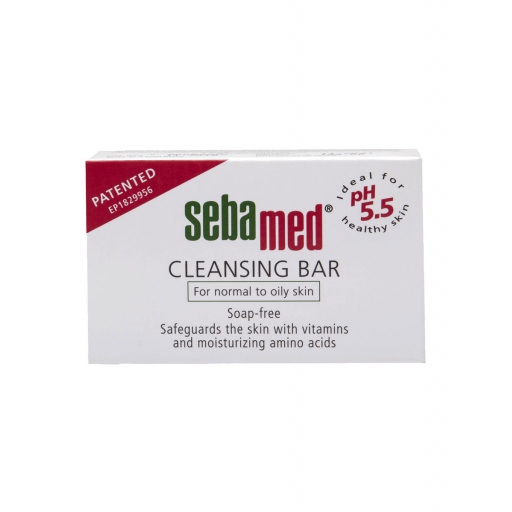 PATENTED
EP1829956
sebamed®
ideal for
pH
5.5
healthy skin
CLEANSING BAR
For normal to oily skin
Soap-free
Safeguards the skin with vitamins
and moisturizing amino acids